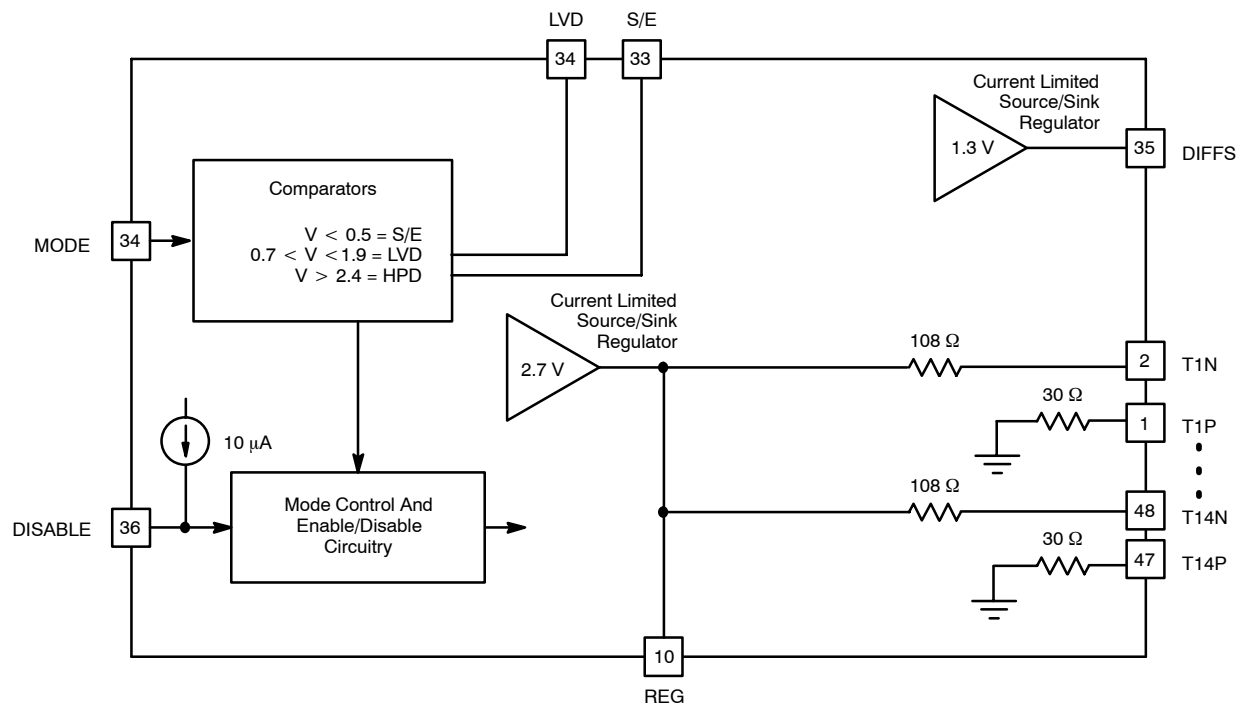 LVD S/E
34 33
Current Limited
Source/Sink
Regulator
1.3 V
35
DIFFS
Comparators
V < 0.5 = S/E
0.7 < V <1.9 = LVD
V > 2.4 = HPD
MODE
34
Current Limited
Source/Sink
Regulator
2.7 V
108 Ω
2
T1N
30 Ω
1
T1P
10 μA
108 Ω
48
T14N
30 Ω
47
T14P
DISABLE
36
Mode Control And
Enable/Disable
Circuitry
10
REG